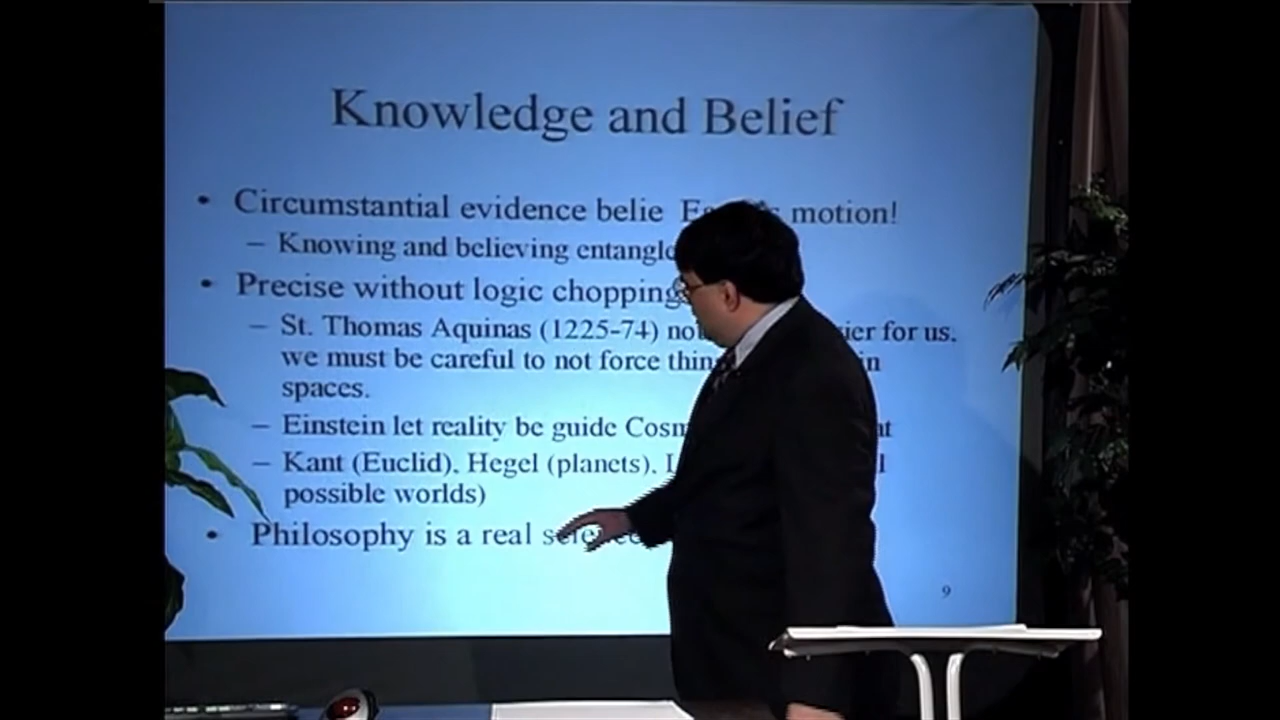 Knowledge and Belief
• Circumstantial evidence belie motion!
– Knowing and believing
• Precise without logic chopping
– St. Thomas Aquinas (1225-74) for us.
we must be careful to not force
spaces.
– Einstein let reality be guide
– Kant (Euclid). Hegel (planets).
possible worlds)
• Philosophy is a real science
9